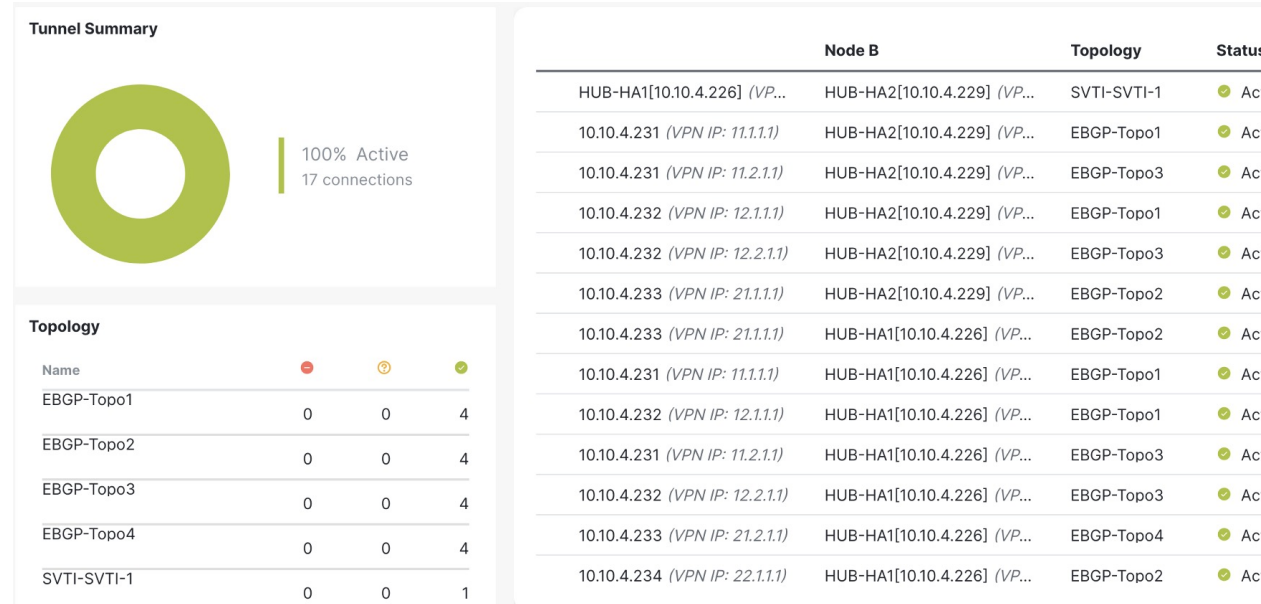 Tunnel Summary
100% Active
17 connections
Topology
Name
EBGP-Topo1
0 0 4
EBGP-Topo2
0 0 4
EBGP-Topo3
0 0 4
EBGP-Topo4
0 0 4
SVTI-SVTI-1
0 0 1
Node B Topology Status
HUB-HA1[10.10.4.226] (VP... HUB-HA2[10.10.4.229] (VP... SVTI-SVTI-1 Ac
10.10.4.231 (VPN IP: 11.1.1.1) HUB-HA2[10.10.4.229] (VP... EBGP-Topo1 Ac
10.10.4.231 (VPN IP: 11.2.1.1) HUB-HA2[10.10.4.229] (VP... EBGP-Topo3 Ac
10.10.4.232 (VPN IP: 12.1.1.1) HUB-HA2[10.10.4.229] (VP... EBGP-Topo1 Ac
10.10.4.232 (VPN IP: 12.2.1.1) HUB-HA2[10.10.4.229] (VP... EBGP-Topo3 Ac
10.10.4.233 (VPN IP: 21.1.1.1) HUB-HA2[10.10.4.229] (VP... EBGP-Topo2 Ac
10.10.4.233 (VPN IP: 21.1.1.1) HUB-HA1[10.10.4.226] (VP... EBGP-Topo2 Ac
10.10.4.231 (VPN IP: 11.1.1.1) HUB-HA1[10.10.4.226] (VP... EBGP-Topo1 Ac
10.10.4.232 (VPN IP: 12.1.1.1) HUB-HA1[10.10.4.226] (VP... EBGP-Topo1 Ac
10.10.4.231 (VPN IP: 11.2.1.1) HUB-HA1[10.10.4.226] (VP... EBGP-Topo3 Ac
10.10.4.232 (VPN IP: 12.2.1.1) HUB-HA1[10.10.4.226] (VP... EBGP-Topo3 Ac
10.10.4.233 (VPN IP: 21.2.1.1) HUB-HA1[10.10.4.226] (VP... EBGP-Topo4 Ac
10.10.4.234 (VPN IP: 22.1.1.1) HUB-HA1[10.10.4.226] (VP... EBGP-Topo2 Ac